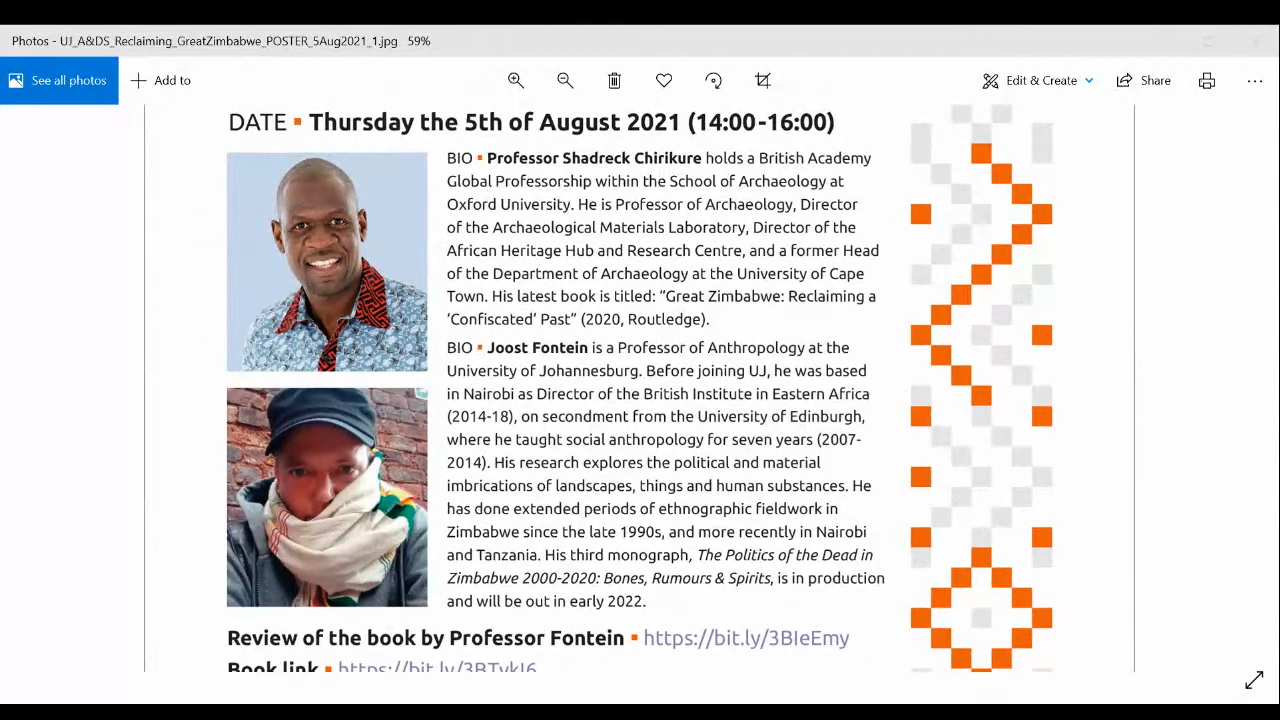 Photos - UJ_A&DS_Reclaiming_GreatZimbabwe_POSTER_5Aug2021_1.jpg 59%
See all photos
Add to
Edit & Create
Share
DATE ▪ Thursday the 5th of August 2021 (14:00-16:00)
BIO ▪ Professor Shadreck Chirikure holds a British Academy
Global Professorship within the School of Archaeology at
Oxford University. He is Professor of Archaeology, Director
of the Archaeological Materials Laboratory, Director of the
African Heritage Hub and Research Centre, and a former Head
of the Department of Archaeology at the University of Cape
Town. His latest book is titled: “Great Zimbabwe: Reclaiming a
‘Confiscated’ Past” (2020, Routledge).
BIO ▪ Joost Fontein is a Professor of Anthropology at the
University of Johannesburg. Before joining UJ, he was based
in Nairobi as Director of the British Institute in Eastern Africa
(2014-18), on secondment from the University of Edinburgh,
where he taught social anthropology for seven years (2007-
2014). His research explores the political and material
imbrications of landscapes, things and human substances. He
has done extended periods of ethnographic fieldwork in
Zimbabwe since the late 1990s, and more recently in Nairobi
and Tanzania. His third monograph, The Politics of the Dead in
Zimbabwe 2000-2020: Bones, Rumours & Spirits, is in production
and will be out in early 2022.
Review of the book by Professor Fontein ▪ https://bit.ly/3BIeEmy
Book link ▪